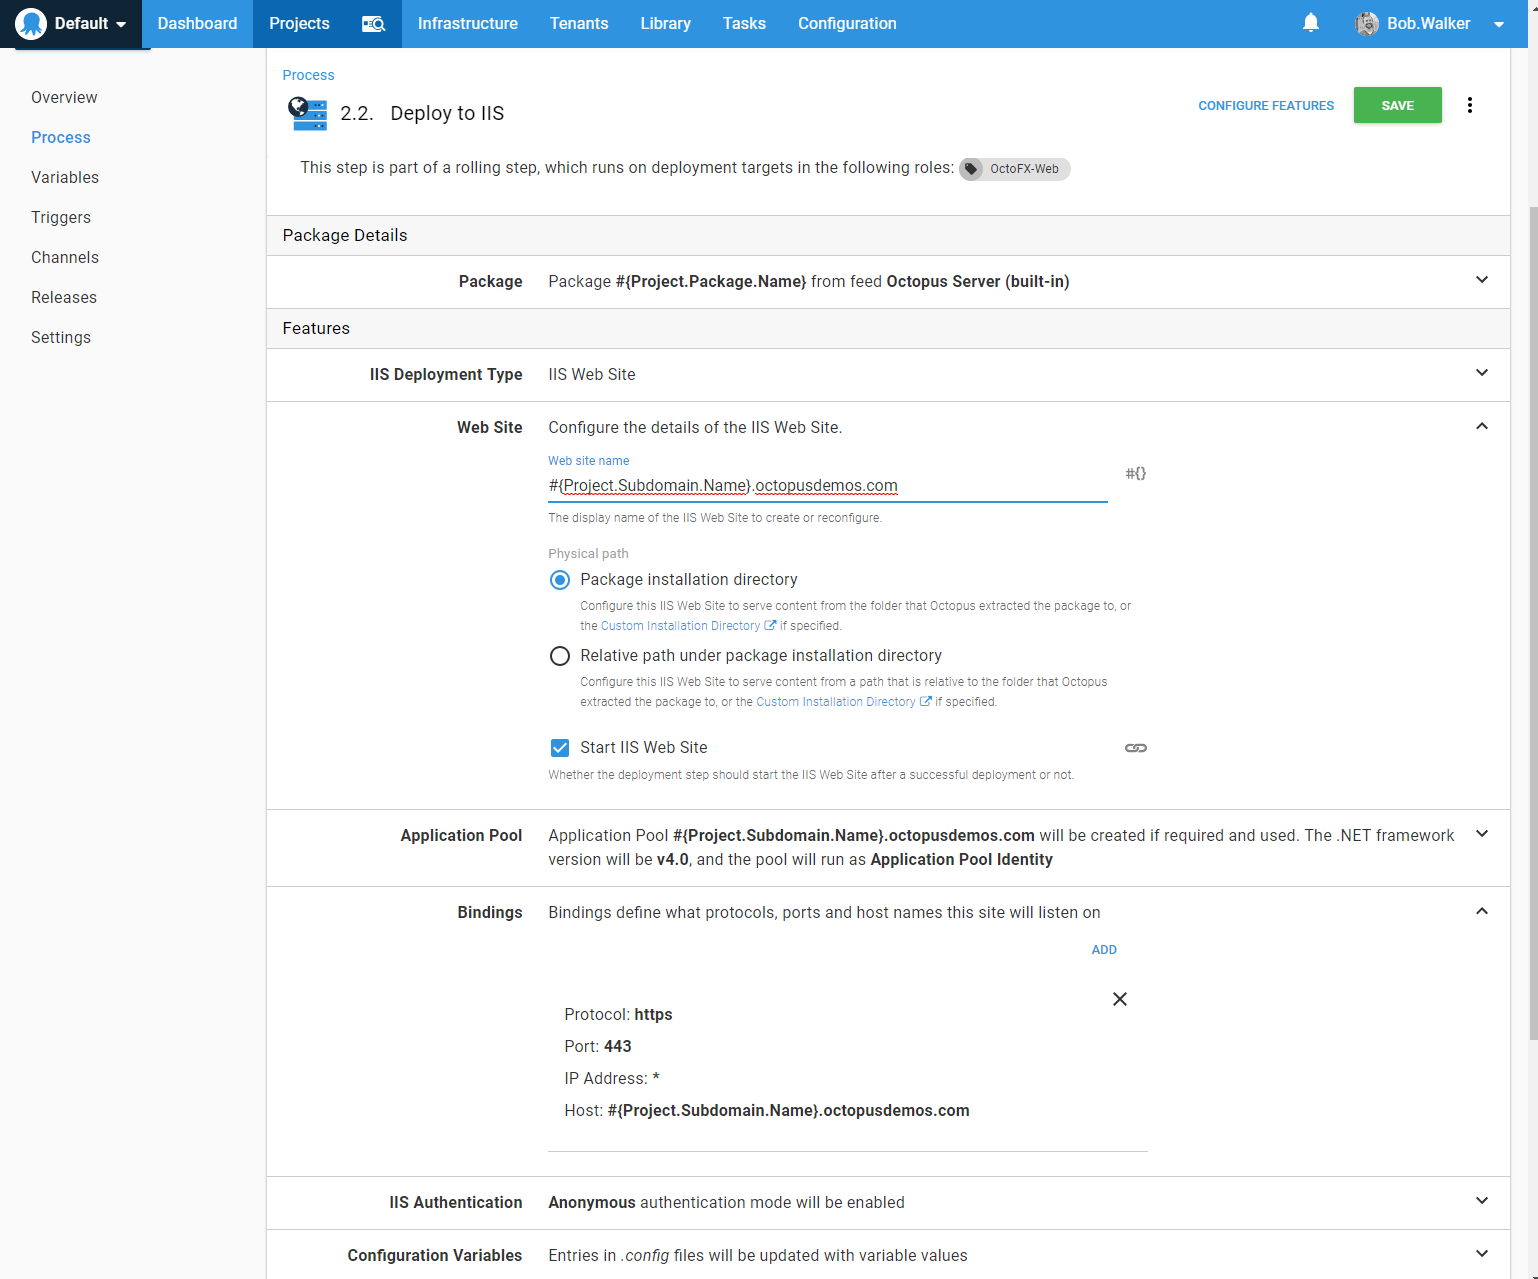 Default
Dashboard
Projects
Infrastructure
Tenants
Library
Tasks
Configuration
Bob.Walker
Overview
Process
Variables
Triggers
Channels
Releases
Settings
Process
2.2. Deploy to IIS
CONFIGURE FEATURES
SAVE
This step is part of a rolling step, which runs on deployment targets in the following roles: OctoFX-Web
Package Details
Package
Package #{Project.Package.Name} from feed Octopus Server (built-in)
Features
IIS Deployment Type
IIS Web Site
Web Site
Configure the details of the IIS Web Site.
Web site name
#{Project.Subdomain.Name}.octopusdemos.com
#{}
The display name of the IIS Web Site to create or reconfigure.
Physical path
Package installation directory
Configure this IIS Web Site to serve content from the folder that Octopus extracted the package to, or
the Custom Installation Directory if specified.
Relative path under package installation directory
Configure this IIS Web Site to serve content from a path that is relative to the folder that Octopus
extracted the package to, or the Custom Installation Directory if specified.
Start IIS Web Site
Whether the deployment step should start the IIS Web Site after a successful deployment or not.
Application Pool
Application Pool #{Project.Subdomain.Name}.octopusdemos.com will be created if required and used. The .NET framework
version will be v4.0, and the pool will run as Application Pool Identity
Bindings
Bindings define what protocols, ports and host names this site will listen on
ADD
Protocol: https
Port: 443
IP Address: *
Host: #{Project.Subdomain.Name}.octopusdemos.com
IIS Authentication
Anonymous authentication mode will be enabled
Configuration Variables
Entries in .config files will be updated with variable values